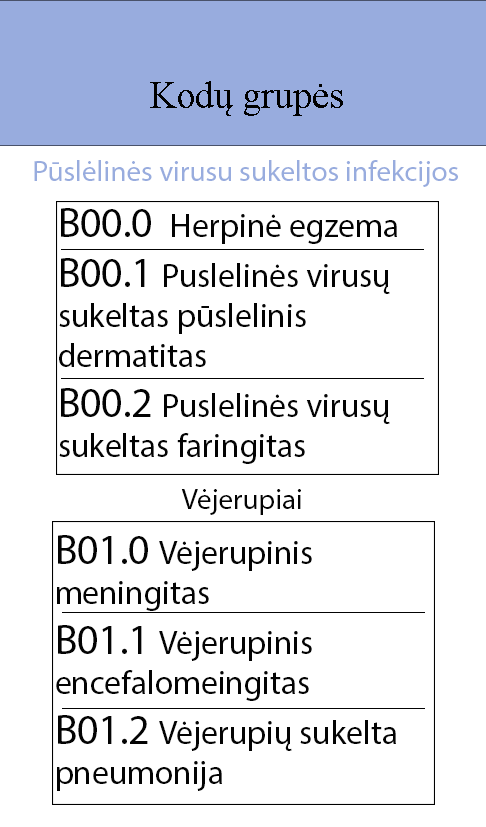 Kodų grupės
Pūslėlinės virusu sukeltos infekcijos
B00.0 Herpinė egzema
B00.1 Puslelinės virusų
sukeltas pūslelinis
dermatitas
B00.2 Puslelinės virusų
sukeltas faringitas
Vėjerupiai
B01.0 Vėjerupinis
meningitas
B01.1 Vėjerupinis
encefalomeingitas
B01.2 Vėjerupių sukelta
pneumonija